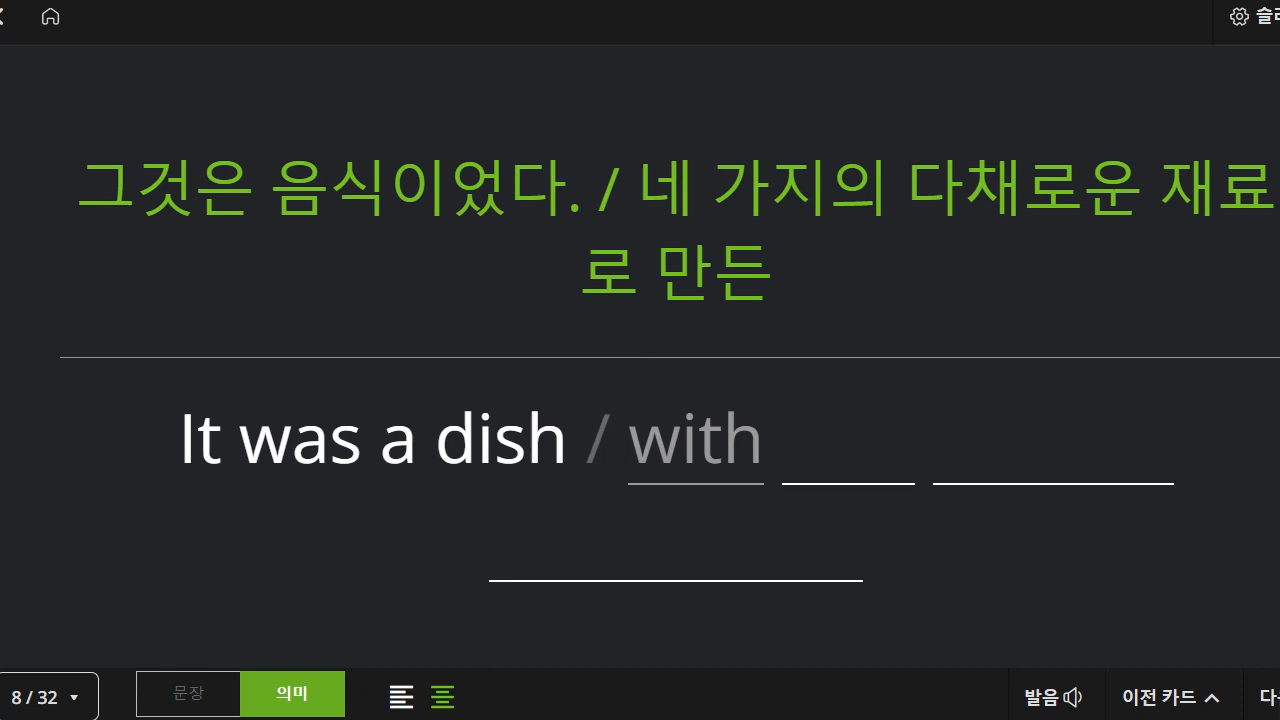 그것은 음식이었다. / 네 가지의 다채로운 재료
로 만든
It was a dish / with
8 / 32
문장
의미
발음
이전 카드